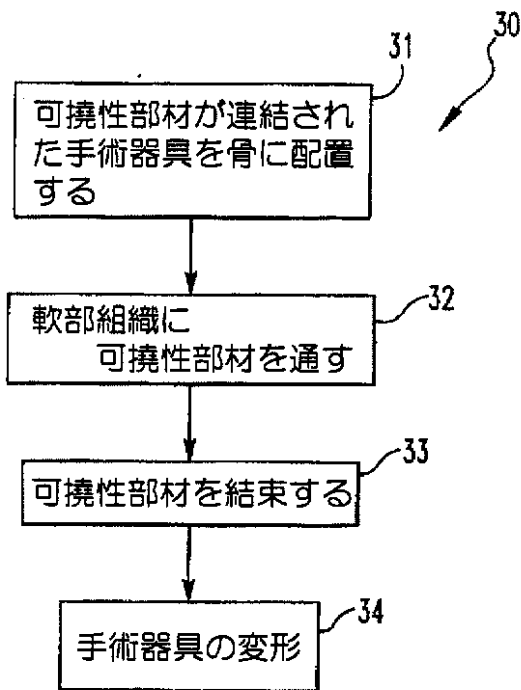 30
31
可撓性部材が連結され
た手術器具を骨に配置
する
32
軟部組織に
可撓性部材を通す
33
可撓性部材を結束する
34
手術器具の変形